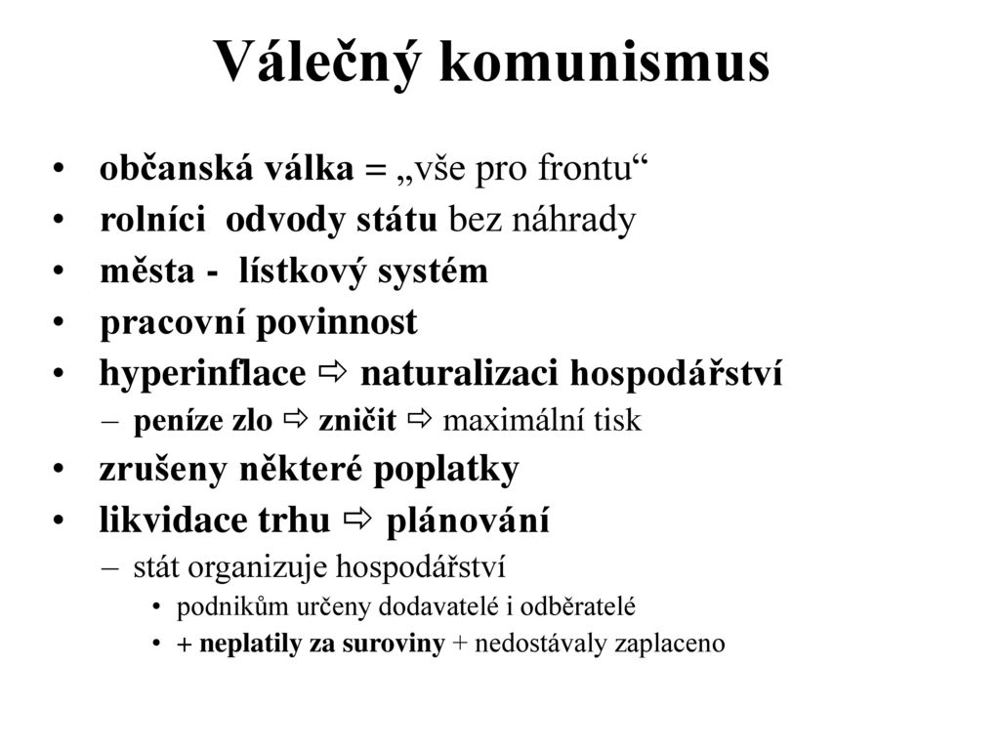 Válečný komunismus
• občanská válka = „vše pro frontu“
• rolníci odvody státu bez náhrady
• města - lístkový systém
• pracovní povinnost
• hyperinflace ⇨ naturalizaci hospodářství
– peníze zlo ⇨ zničit ⇨ maximální tisk
• zrušeny některé poplatky
• likvidace trhu ⇨ plánování
– stát organizuje hospodářství
• podnikům určeny dodavatelé i odběratelé
• + neplatily za suroviny + nedostávaly zaplaceno